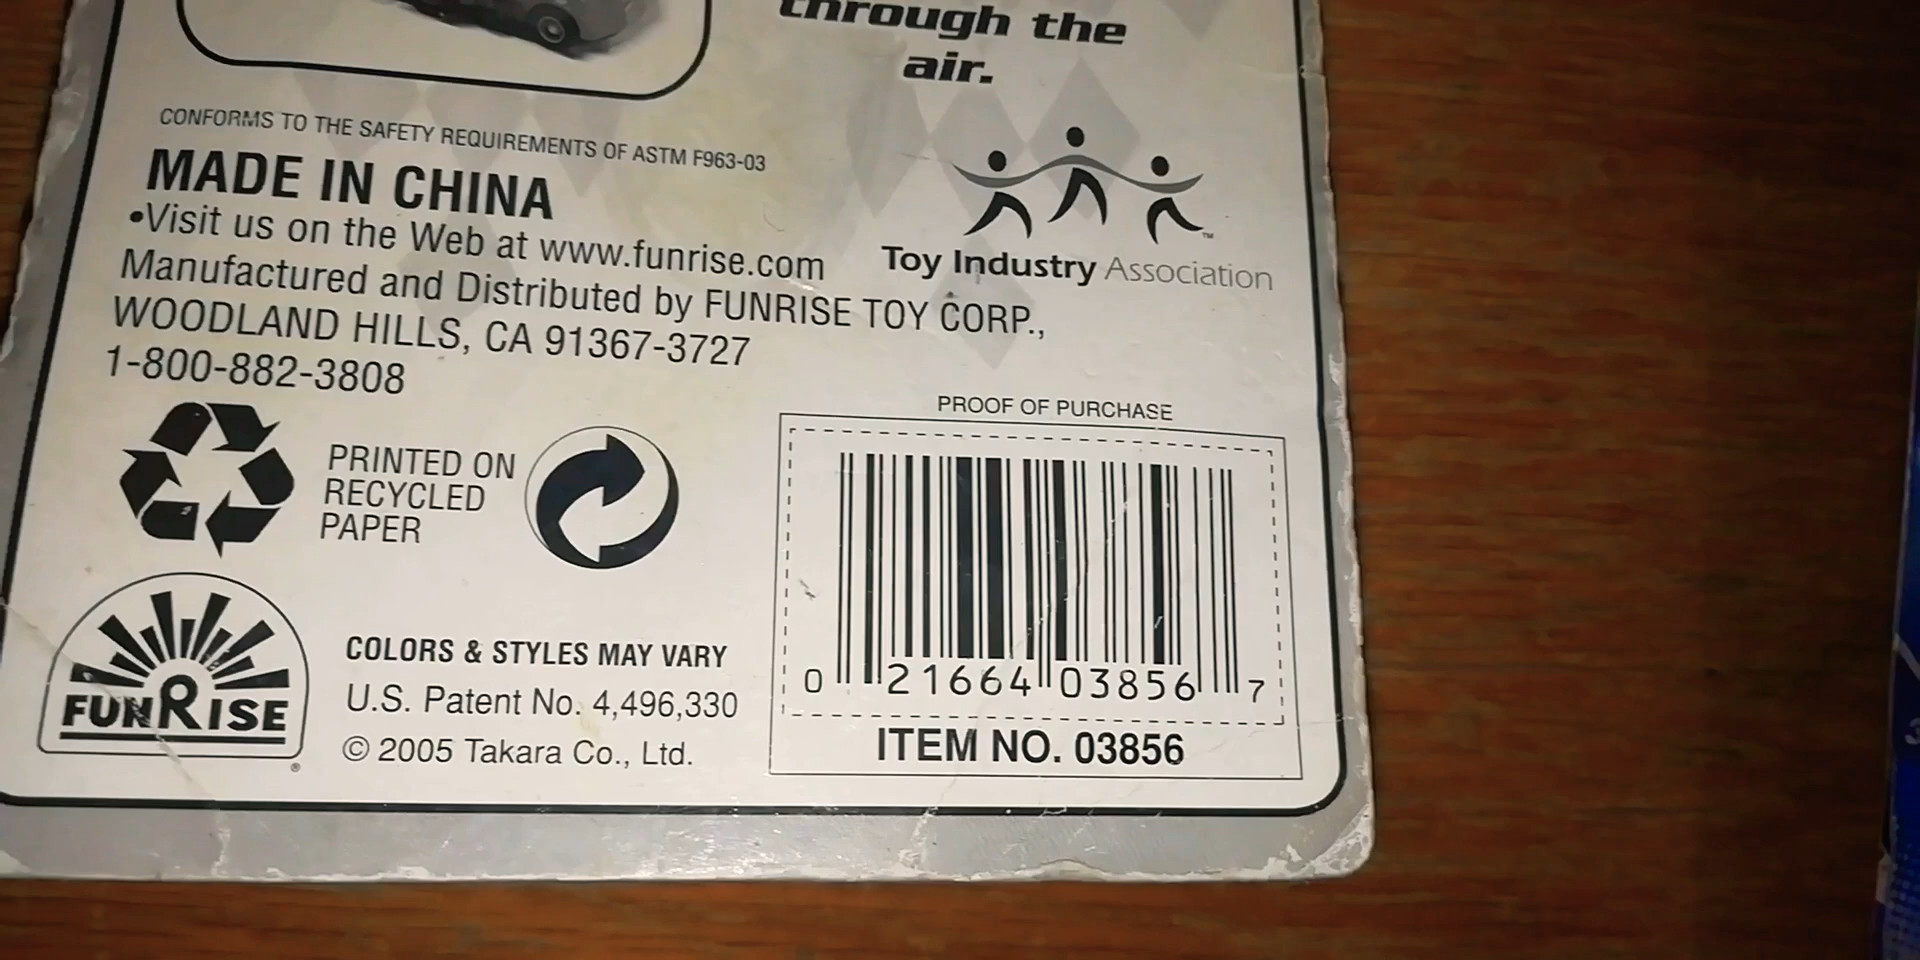 through the
air.
CONFORMS TO THE SAFETY REQUIREMENTS OF ASTM F963-03
MADE IN CHINA
•Visit us on the Web at www.funrise.com
Manufactured and Distributed by FUNRISE TOY CORP.,
WOODLAND HILLS, CA 91367-3727
1-800-882-3808
™
Toy Industry Association
PRINTED ON
RECYCLED
PAPER
FUNRISE
®
COLORS & STYLES MAY VARY
U.S. Patent No. 4,496,330
© 2005 Takara Co., Ltd.
PROOF OF PURCHASE
0 21664 03856 7
ITEM NO. 03856